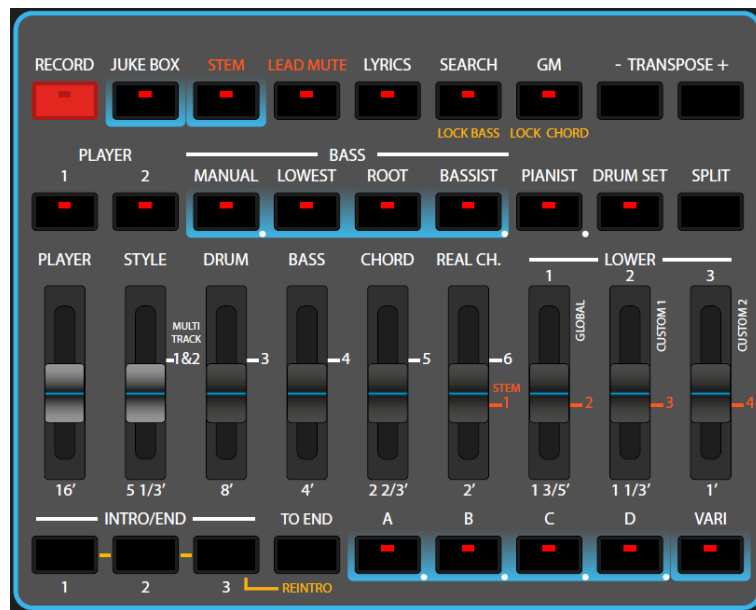 RECORD JUKE BOX STEM LEAD MUTE LYRICS SEARCH GM - TRANSPOSE +
LOCK BASS LOCK CHORD
PLAYER BASS
1 2 MANUAL LOWEST ROOT BASSIST PIANIST DRUM SET SPLIT
PLAYER STYLE DRUM BASS CHORD REAL CH. LOWER
1 2 3
GLOBAL CUSTOM 1 CUSTOM 2
MULTI
TRACK
1&2 3 4 5 6
STEM
1 2 3 4
16′ 5 1/3′ 8′ 4′ 2 2/3′ 2′ 1 3/5′ 1 1/3′ 1′
INTRO/END TO END A B C D VARI
1 2 3 REINTRO